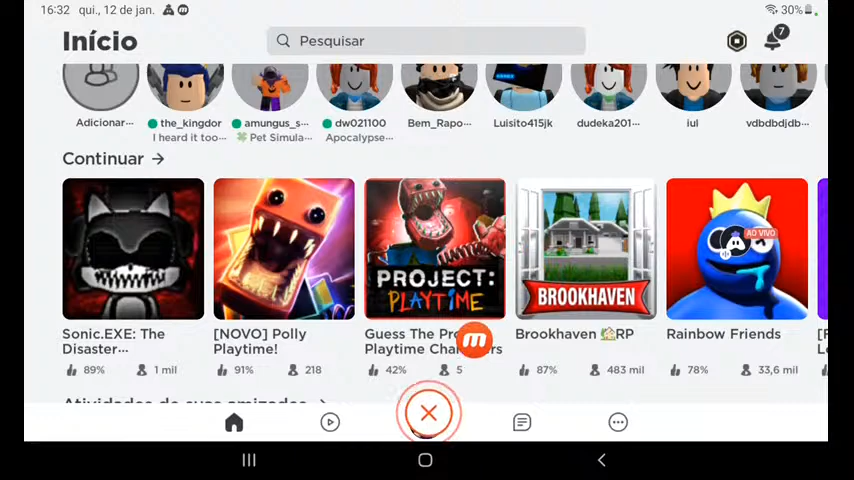 16:32 qui., 12 de jan.
30%
Início
Pesquisar
7
Adicionar···
the_kingdor
amungus_s···
dw021100
Bem_Rapo···
Luisito415jk
dudeka201···
iul
vdbdbdjdb···
I heard it too···
Pet Simula···
Apocalypse···
Continuar →
PROJECT:
PLAYTIME
BROOKHAVEN
AO VIVO
Sonic.EXE: The
Disaster···
[NOVO] Polly
Playtime!
Guess The
Playtime
Brookhaven 🏡RP
Rainbow Friends
89% 1 mil
91% 218
42% 5
87% 483 mil
78% 33,6 mil